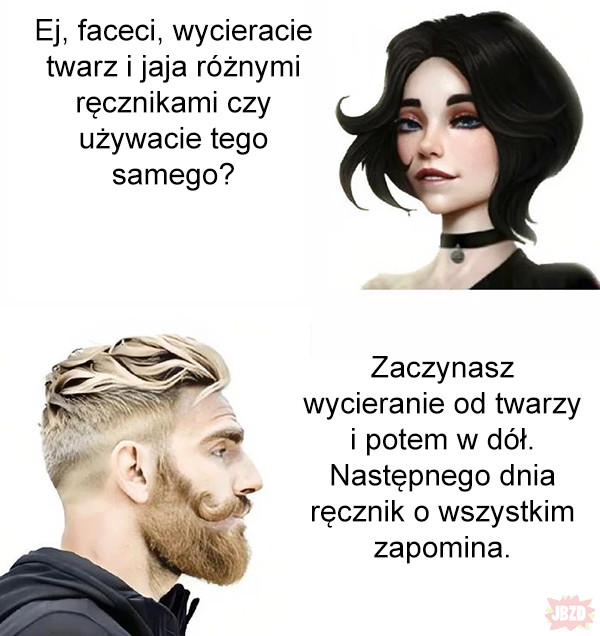 Ej, faceci, wycieracie
twarz i jaja różnymi
ręcznikami czy
używacie tego
samego?
Zaczynasz
wycieranie od twarzy
i potem w dół.
Następnego dnia
ręcznik o wszystkim
zapomina.
JBZD